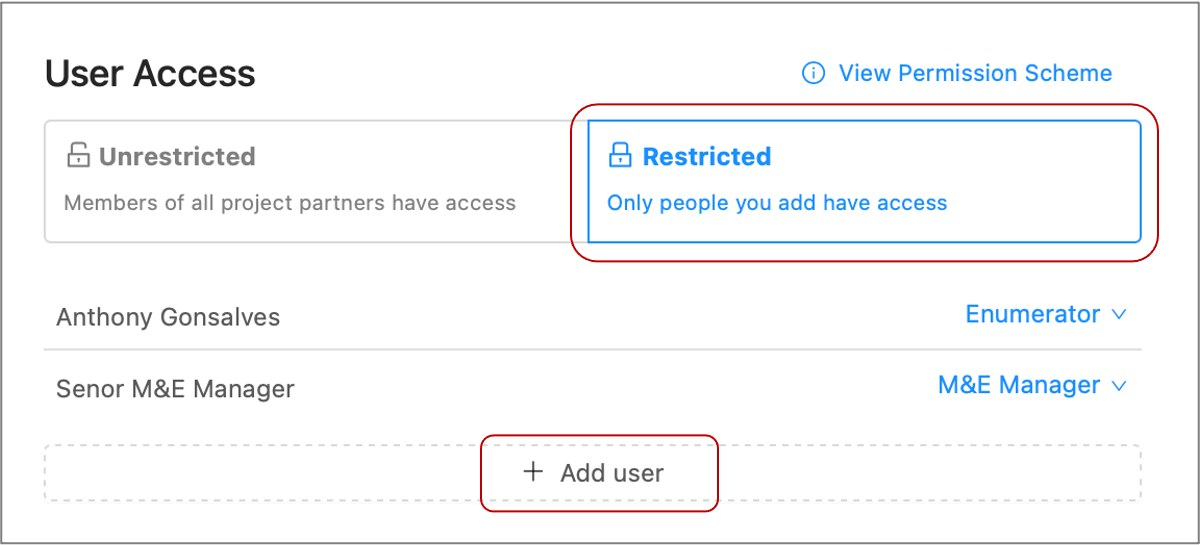 User Access
View Permission Scheme
Unrestricted
Members of all project partners have access
Restricted
Only people you add have access
Anthony Gonsalves
Enumerator
Senor M&E Manager
M&E Manager
+ Add user